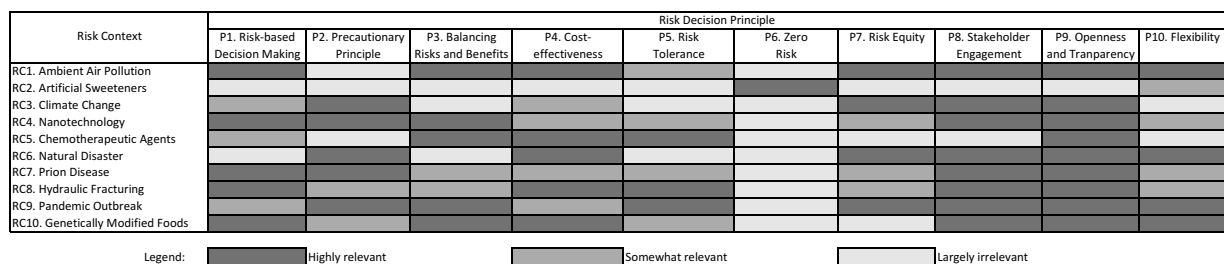 Risk Decision Principle
Risk Context
P1. Risk-based Decision Making
P2. Precautionary Principle
P3. Balancing Risks and Benefits
P4. Cost-effectiveness
P5. Risk Tolerance
P6. Zero Risk
P7. Risk Equity
P8. Stakeholder Engagement
P9. Openness and Tranparency
P10. Flexibility
RC1. Ambient Air Pollution
RC2. Artificial Sweeteners
RC3. Climate Change
RC4. Nanotechnology
RC5. Chemotherapeutic Agents
RC6. Natural Disaster
RC7. Prion Disease
RC8. Hydraulic Fracturing
RC9. Pandemic Outbreak
RC10. Genetically Modified Foods
Legend: Highly relevant Somewhat relevant Largely irrelevant